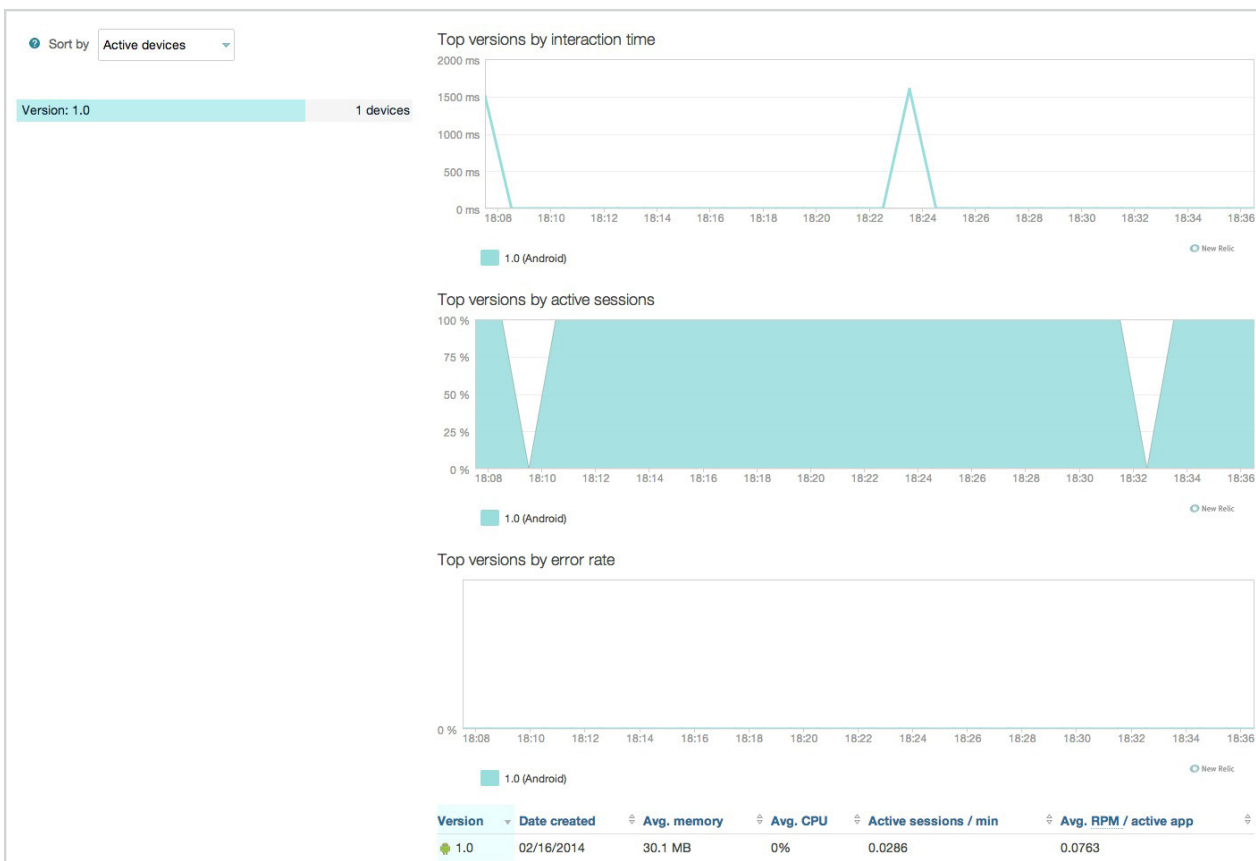 ? Sort by Active devices
Version: 1.0 1 devices
Top versions by interaction time
2000 ms
1500 ms
1000 ms
500 ms
0 ms
18:08 18:10 18:12 18:14 18:16 18:18 18:20 18:22 18:24 18:26 18:28 18:30 18:32 18:34 18:36
New Relic
1.0 (Android)
Top versions by active sessions
100 %
75 %
50 %
25 %
0 %
18:08 18:10 18:12 18:14 18:16 18:18 18:20 18:22 18:24 18:26 18:28 18:30 18:32 18:34 18:36
New Relic
1.0 (Android)
Top versions by error rate
0 %
18:08 18:10 18:12 18:14 18:16 18:18 18:20 18:22 18:24 18:26 18:28 18:30 18:32 18:34 18:36
New Relic
1.0 (Android)
Version Date created Avg. memory Avg. CPU Active sessions / min Avg. RPM / active app
1.0 02/16/2014 30.1 MB 0% 0.0286 0.0763